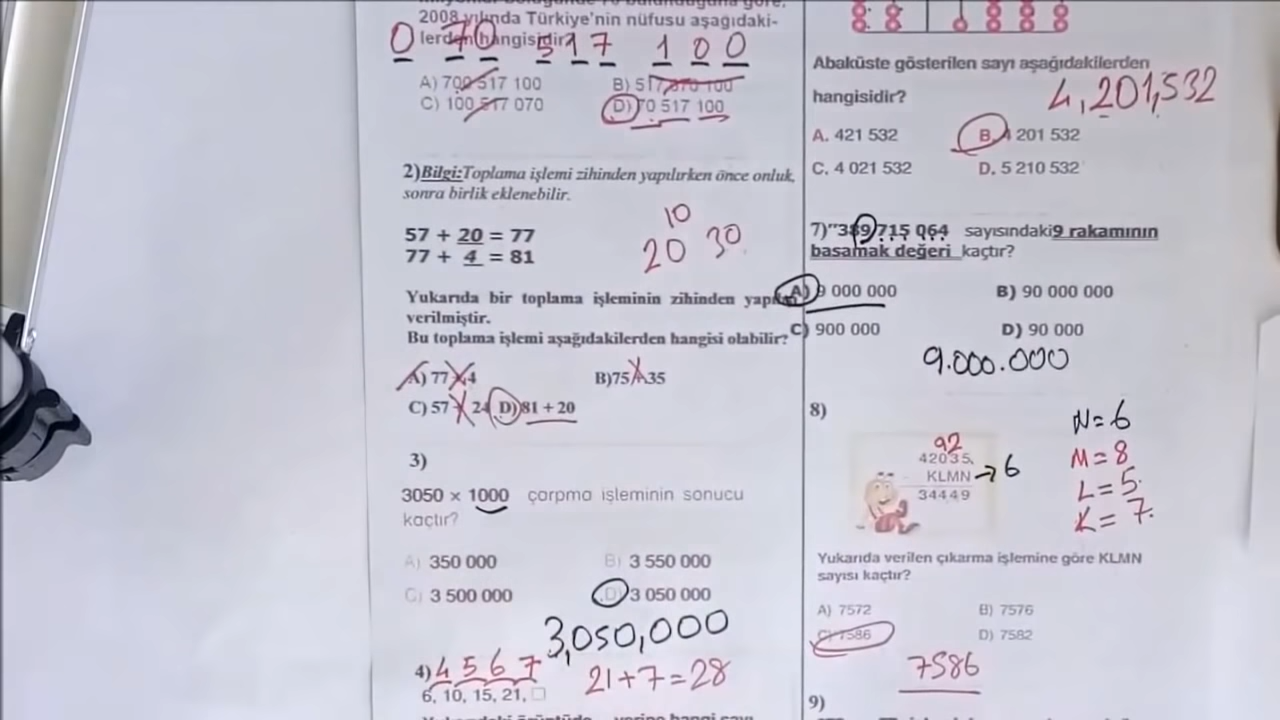 2008 yılında Türkiye'nin nüfusu aşağıdaki-
lerden hangisidir?
0 70 517 100
A) 700 517 100
B) 517 070 100
C) 100 517 070
D) 70 517 100
2) Bilgi: Toplama işlemi zihinden yapılırken önce onluk,
sonra birlik eklenebilir.
10
20 30
57 + 20 = 77
77 + 4 = 81
Yukarıda bir toplama işleminin zihinden
verilmiştir.
Bu toplama işlemi aşağıdakilerden hangisi olabilir?
A) 77 + 4
B) 75 + 35
C) 57 + 24
D) 81 + 20
3)
3050 × 1000 çarpma işleminin sonucu
kaçtır?
A) 350 000
B) 3 550 000
C) 3 500 000
D) 3 050 000
3,050,000
4) 4 5 6 7
21+7=28
6, 10, 15, 21, □
Abaküste gösterilen sayı aşağıdakilerden
hangisidir?
4,201,532
A. 421 532
B. 4 201 532
C. 4 021 532
D. 5 210 532
7) "389 715 064 sayısındaki 9 rakamının
basamak değeri kaçtır?
A) 9 000 000
B) 90 000 000
C) 900 000
D) 90 000
9.000.000
8)
92
42035
KLMN → 6
34449
N=6
M=8
L=5
K=7
Yukarıda verilen çıkarma işlemine göre KLMN
sayısı kaçtır?
A) 7572
B) 7576
C) 7586
D) 7582
7586
9)